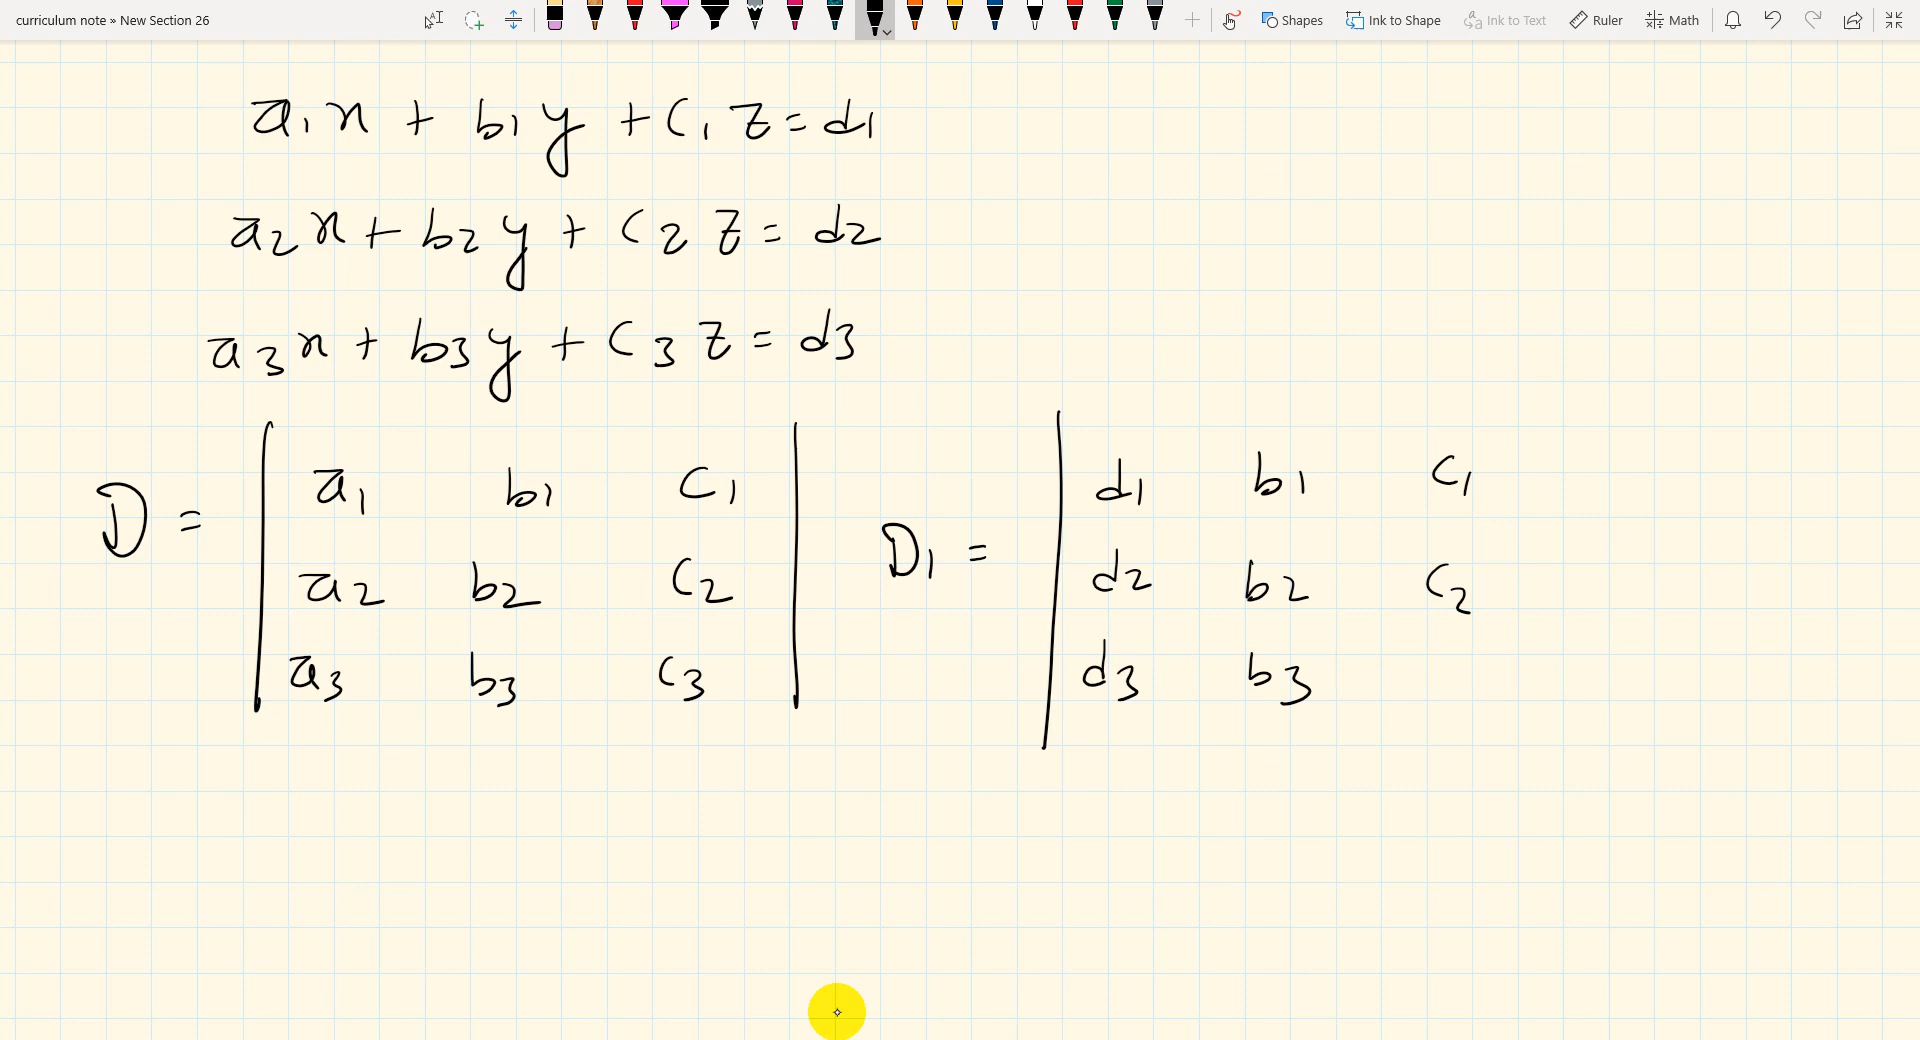 curriculum note » New Section 26
Shapes Ink to Shape Ink to Text Ruler Math
a₁x + b₁y + c₁z = d₁
a₂x + b₂y + c₂z = d₂
a₃x + b₃y + c₃z = d₃
D = | a₁ b₁ c₁ | D₁ = | d₁ b₁ c₁
a₂ b₂ c₂ d₂ b₂ c₂
a₃ b₃ c₃ d₃ b₃